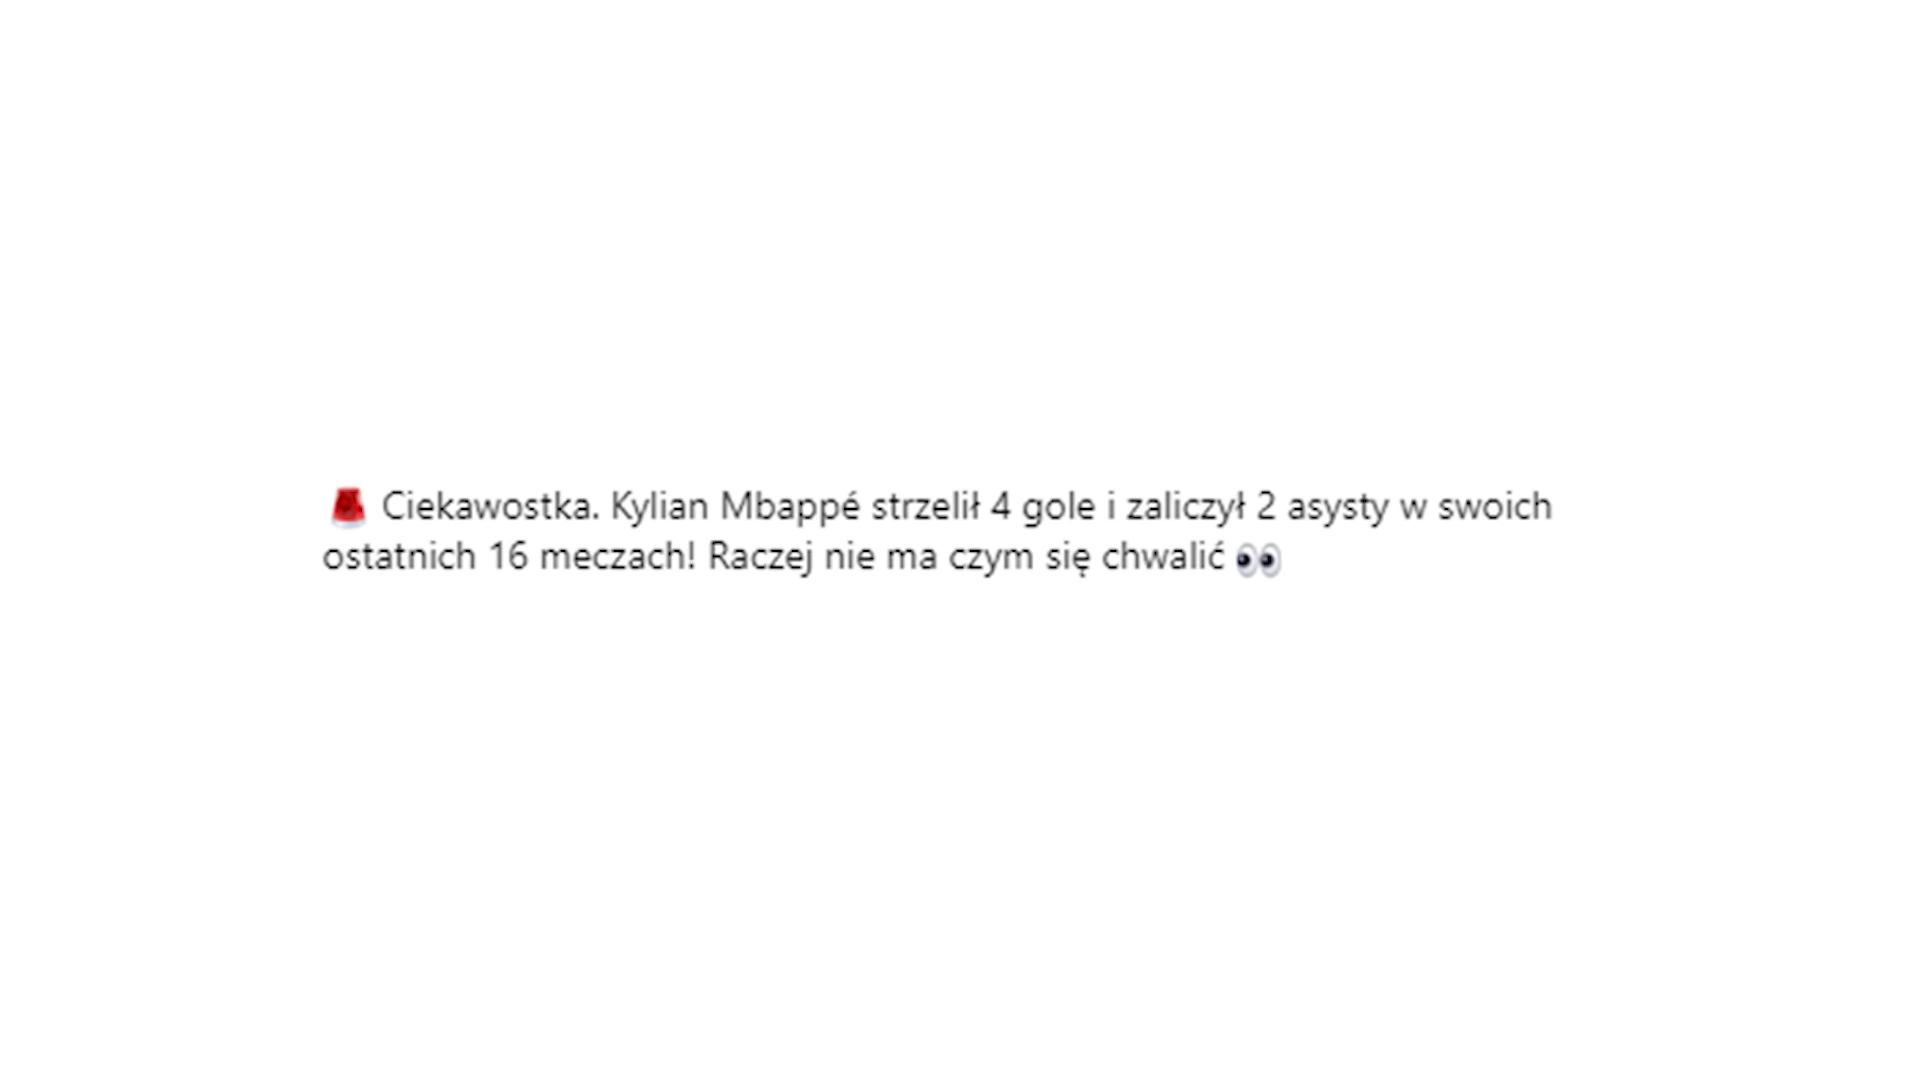 🚨 Ciekawostka. Kylian Mbappé strzelił 4 gole i zaliczył 2 asysty w swoich
ostatnich 16 meczach! Raczej nie ma czym się chwalić 👀